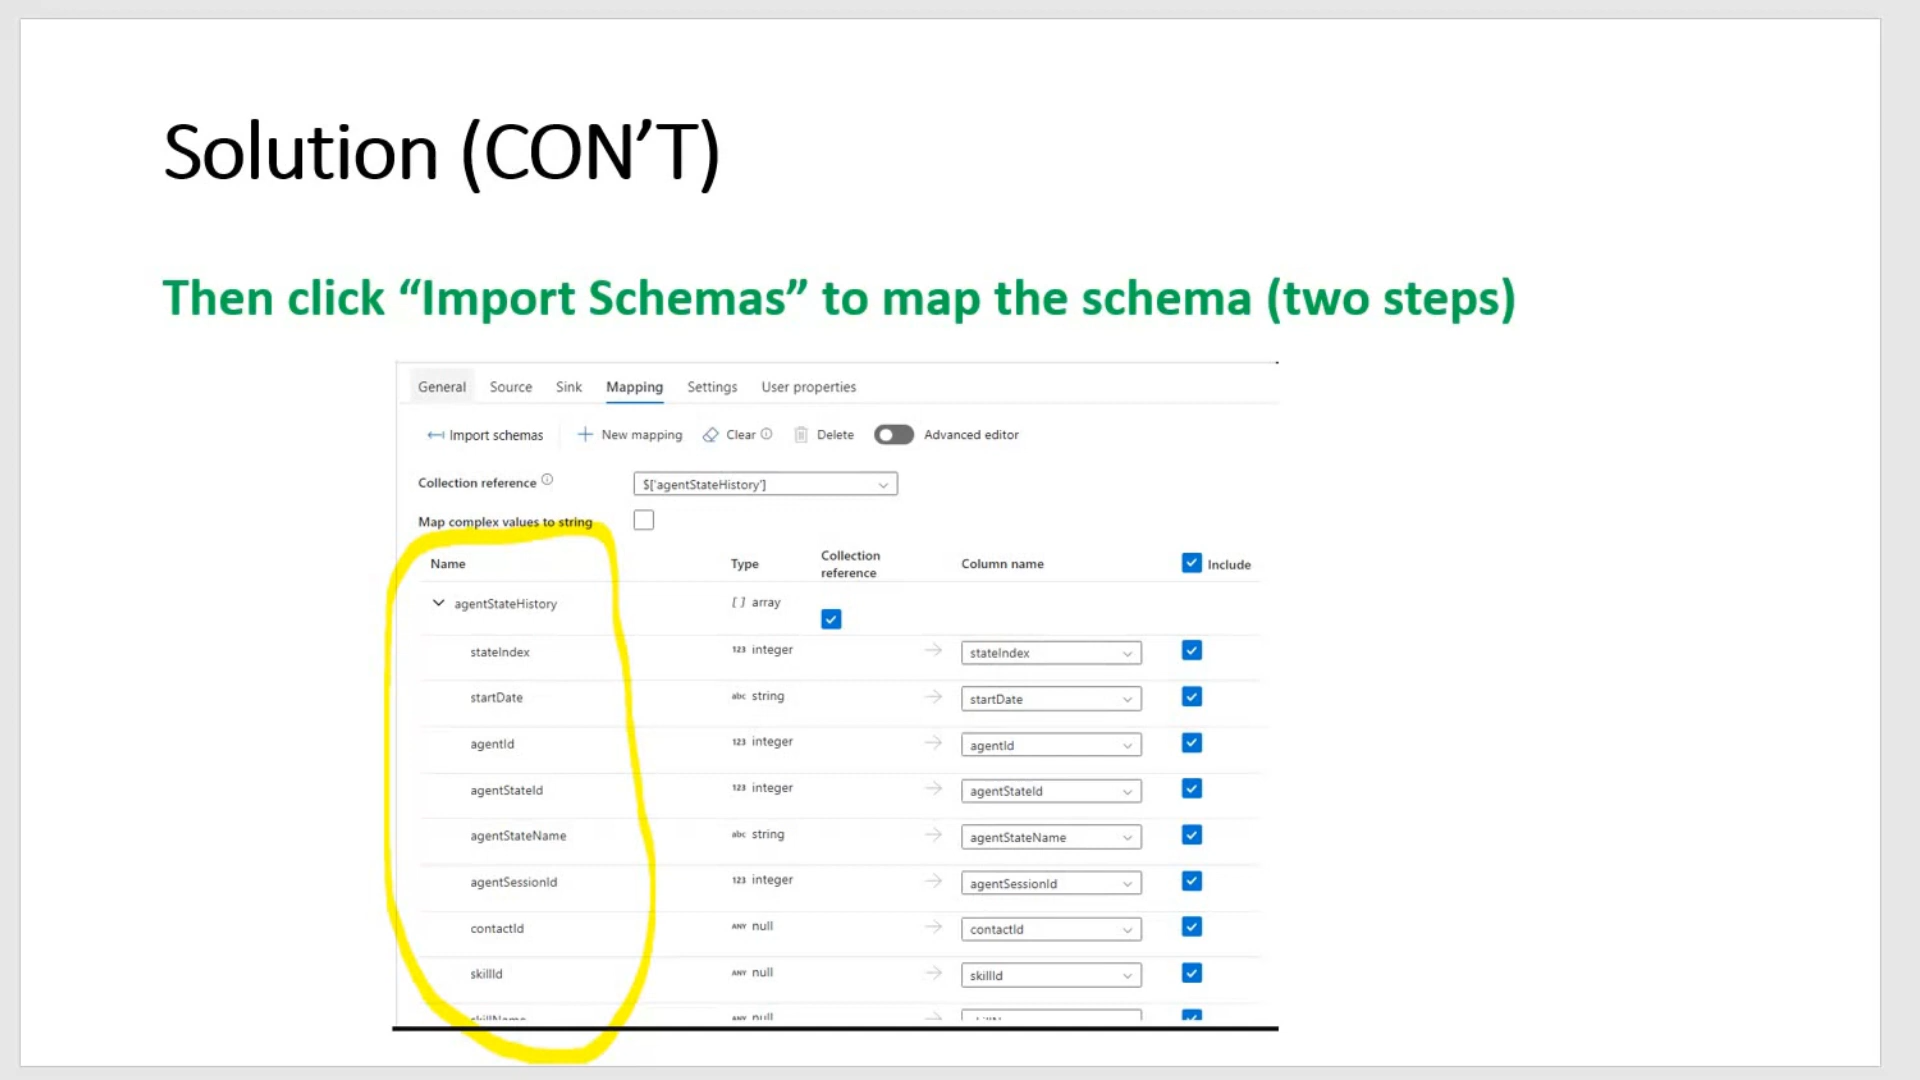 Solution (CON’T)
Then click “Import Schemas” to map the schema (two steps)
General Source Sink Mapping Settings User properties
Import schemas New mapping Clear Delete Advanced editor
Collection reference $['agentStateHistory']
Map complex values to string
Name Type Collection reference Column name Include
agentStateHistory [ ] array
stateIndex 123 integer stateIndex
startDate abc string startDate
agentId 123 integer agentId
agentStateId 123 integer agentStateId
agentStateName abc string agentStateName
agentSessionId 123 integer agentSessionId
contactId ANY null contactId
skillId ANY null skillId
skillName ANY null